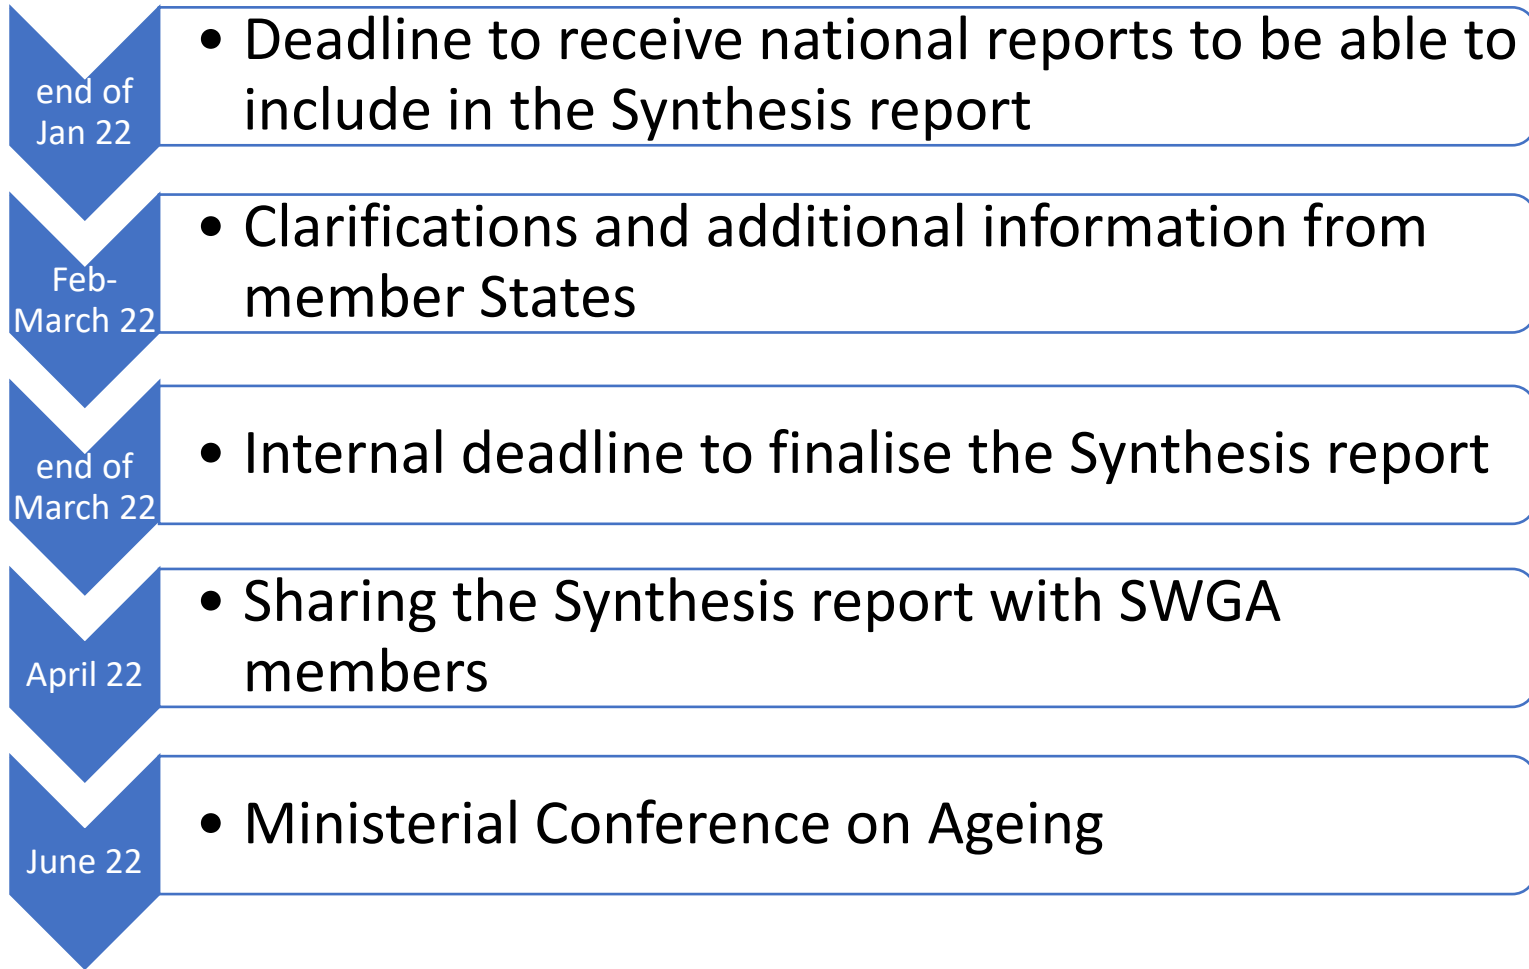 end of
Jan 22
• Deadline to receive national reports to be able to
include in the Synthesis report
Feb-
March 22
• Clarifications and additional information from
member States
end of
March 22
• Internal deadline to finalise the Synthesis report
April 22
• Sharing the Synthesis report with SWGA
members
June 22
• Ministerial Conference on Ageing